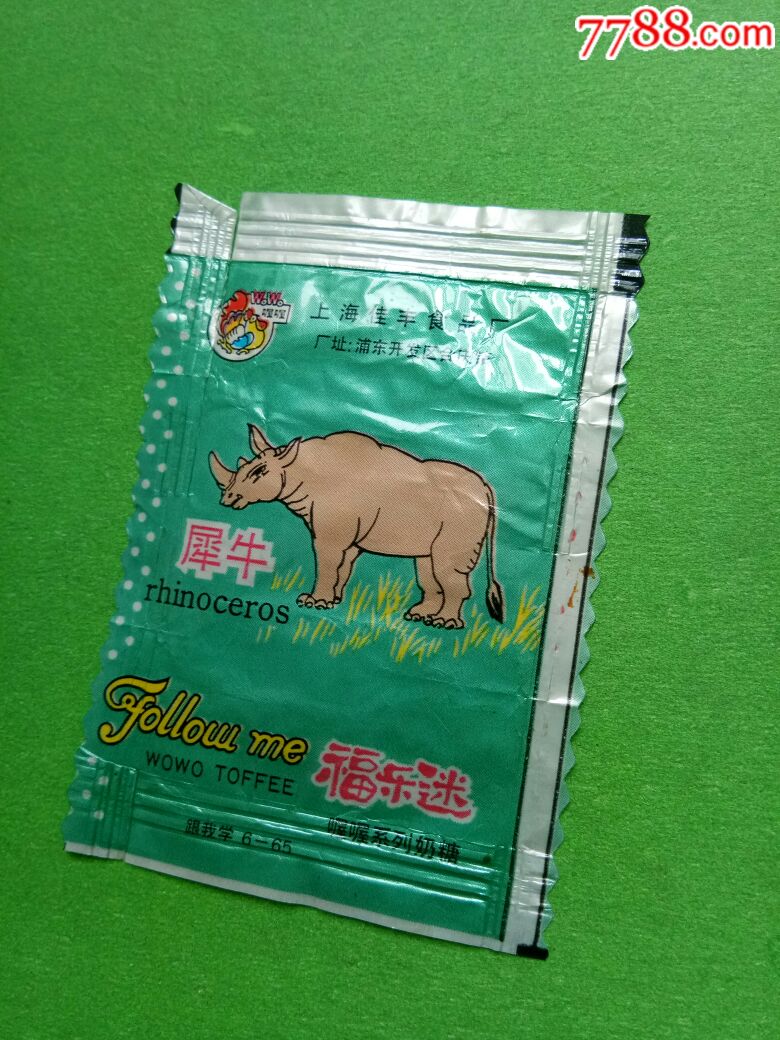 7788.com
W.W.
喔喔
上海佳丰食品厂
厂址:浦东开发区
犀牛
rhinoceros
Follow me
WOWO TOFFEE
福乐迷
跟我学 6-65
喔喔系列奶糖